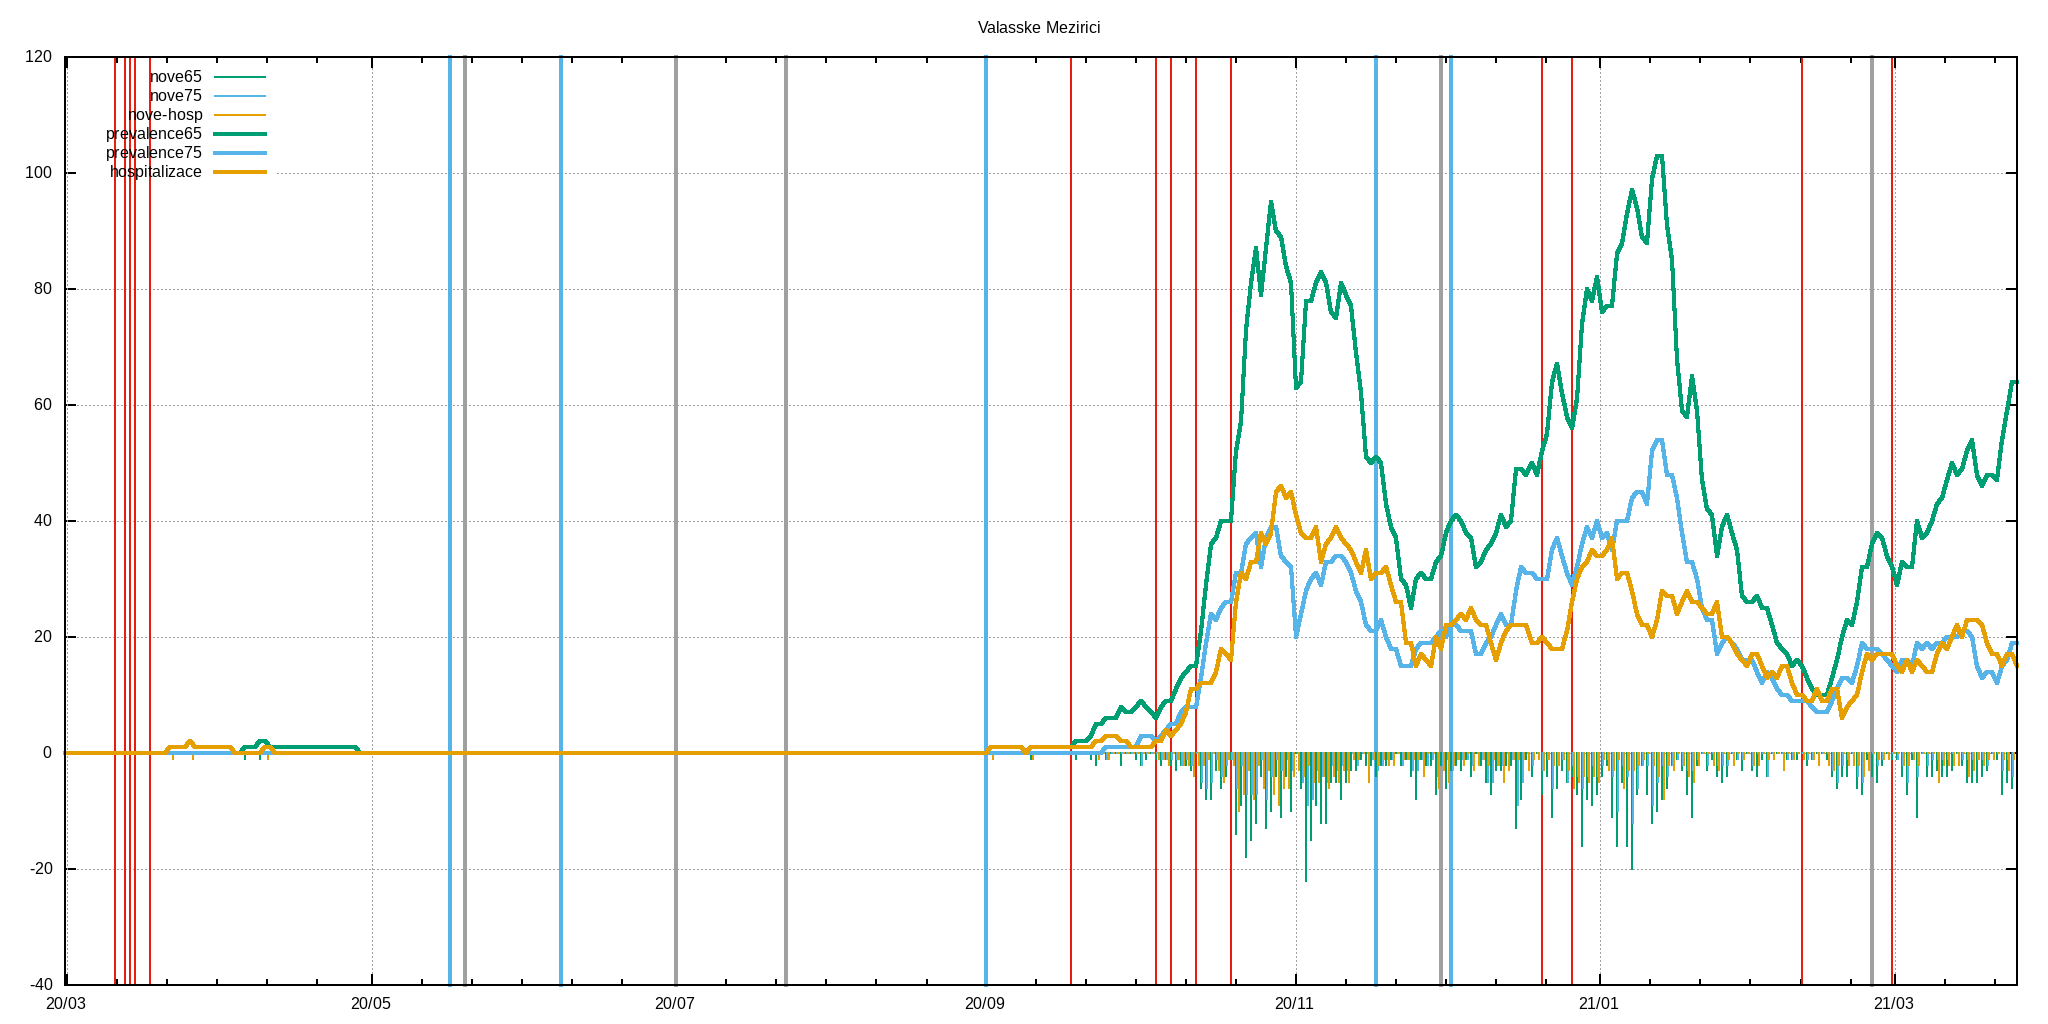 Valasske Mezirici
120
100
80
60
40
20
0
-20
-40
nove65
nove75
nove-hosp
prevalence65
prevalence75
hospitalizace
20/03
20/05
20/07
20/09
20/11
21/01
21/03